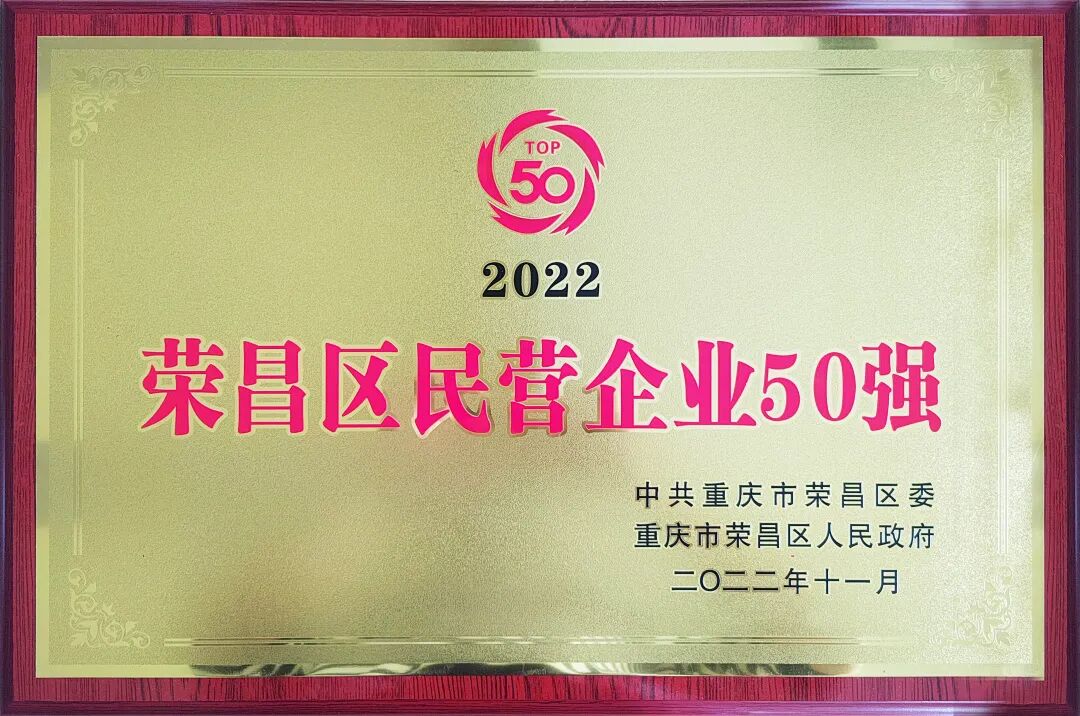 TOP
50
2022
荣昌区民营企业50强
中共重庆市荣昌区委
重庆市荣昌区人民政府
二〇二二年十一月